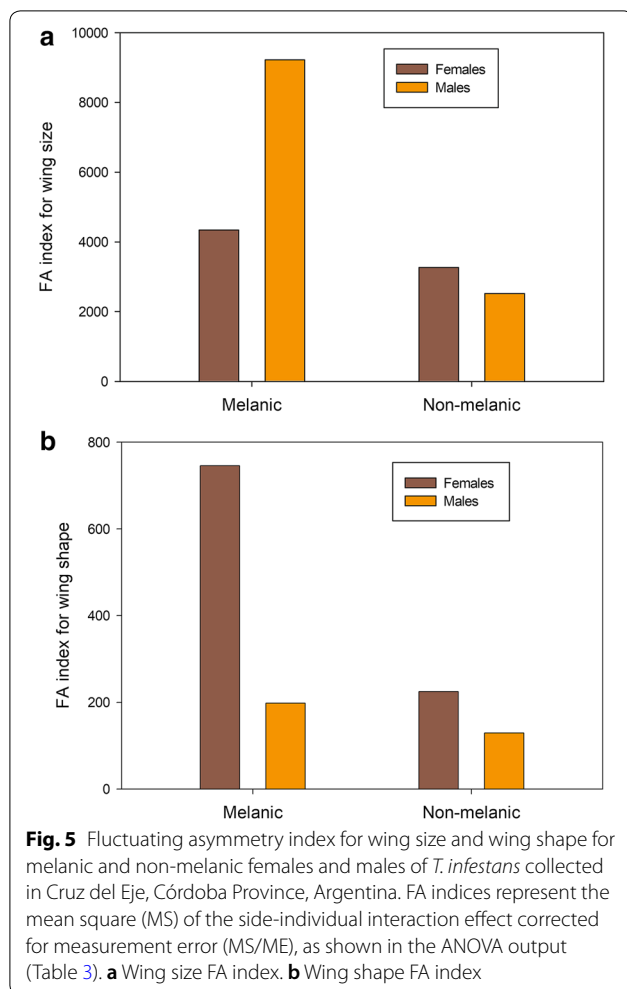 a
10000
8000
6000
4000
2000
0
FA index for wing size
Females
Males
Melanic
Non-melanic
b
800
600
400
200
0
FA index for wing shape
Females
Males
Melanic
Non-melanic
Fig. 5 Fluctuating asymmetry index for wing size and wing shape for
melanic and non-melanic females and males of T. infestans collected
in Cruz del Eje, Córdoba Province, Argentina. FA indices represent the
mean square (MS) of the side-individual interaction effect corrected
for measurement error (MS/ME), as shown in the ANOVA output
(Table 3). a Wing size FA index. b Wing shape FA index